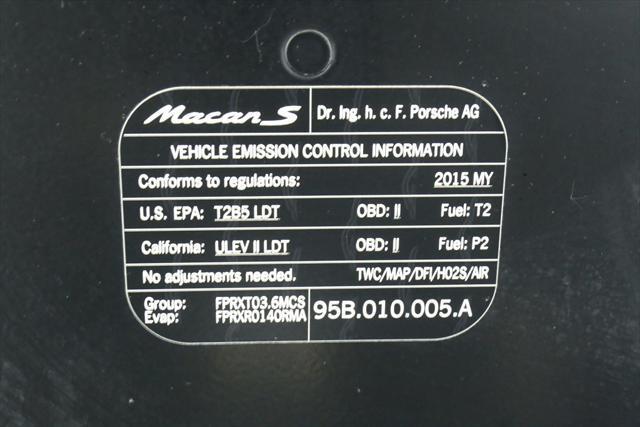 Macan S Dr. Ing. h. c. F. Porsche AG
VEHICLE EMISSION CONTROL INFORMATION
Conforms to regulations: 2015 MY
U.S. EPA: T2B5 LDT OBD: II Fuel: T2
California: ULEV II LDT OBD: II Fuel: P2
No adjustments needed. TWC/MAP/DFI/HO2S/AIR
Group: FPRXT03.6MCS
Evap: FPRXR0140RMA
95B.010.005.A